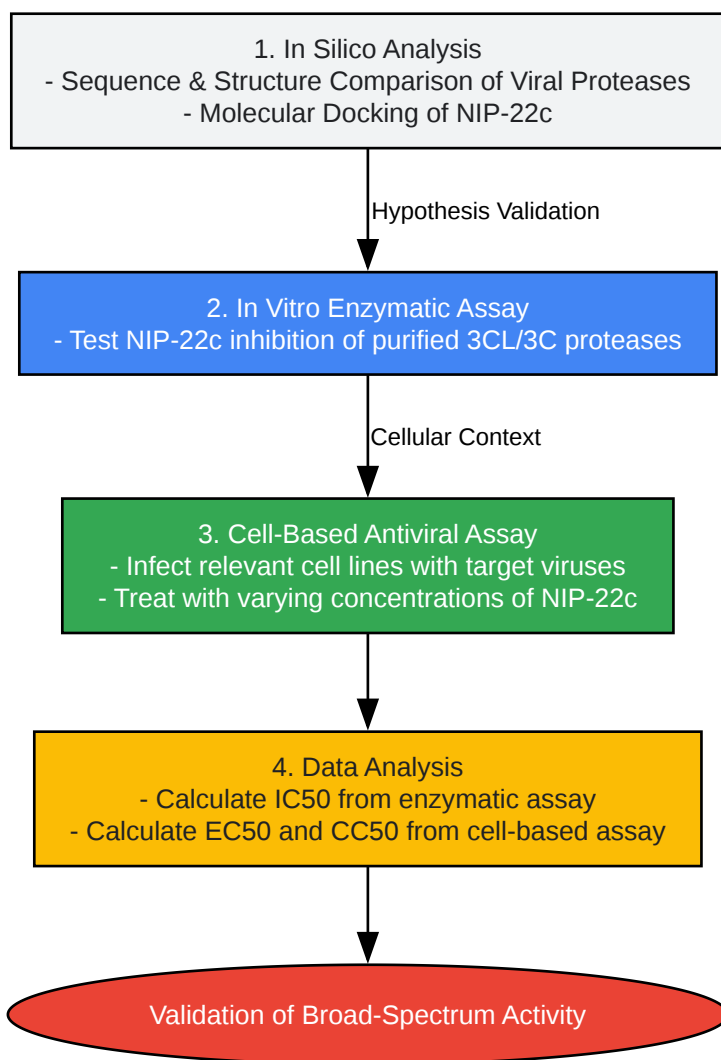 1. In Silico Analysis
- Sequence & Structure Comparison of Viral Proteases
- Molecular Docking of NIP-22c
Hypothesis Validation
2. In Vitro Enzymatic Assay
- Test NIP-22c inhibition of purified 3CL/3C proteases
Cellular Context
3. Cell-Based Antiviral Assay
- Infect relevant cell lines with target viruses
- Treat with varying concentrations of NIP-22c
4. Data Analysis
- Calculate IC50 from enzymatic assay
- Calculate EC50 and CC50 from cell-based assay
Validation of Broad-Spectrum Activity